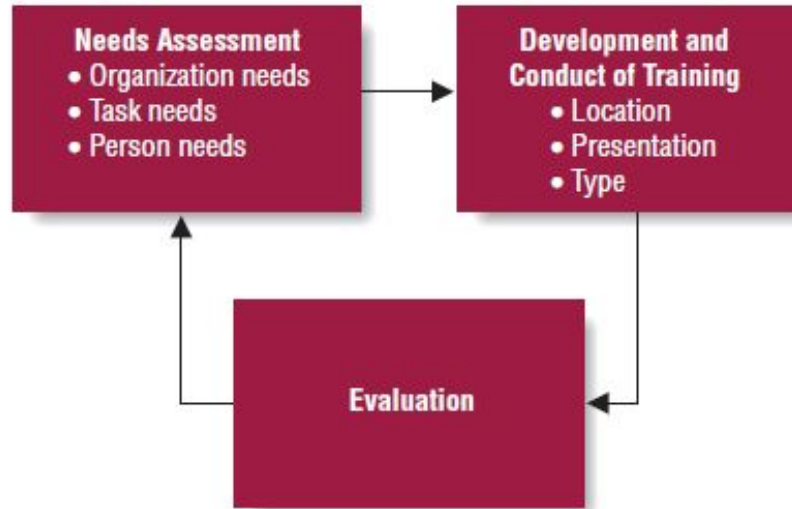 Needs Assessment
• Organization needs
• Task needs
• Person needs
Development and
Conduct of Training
• Location
• Presentation
• Type
Evaluation